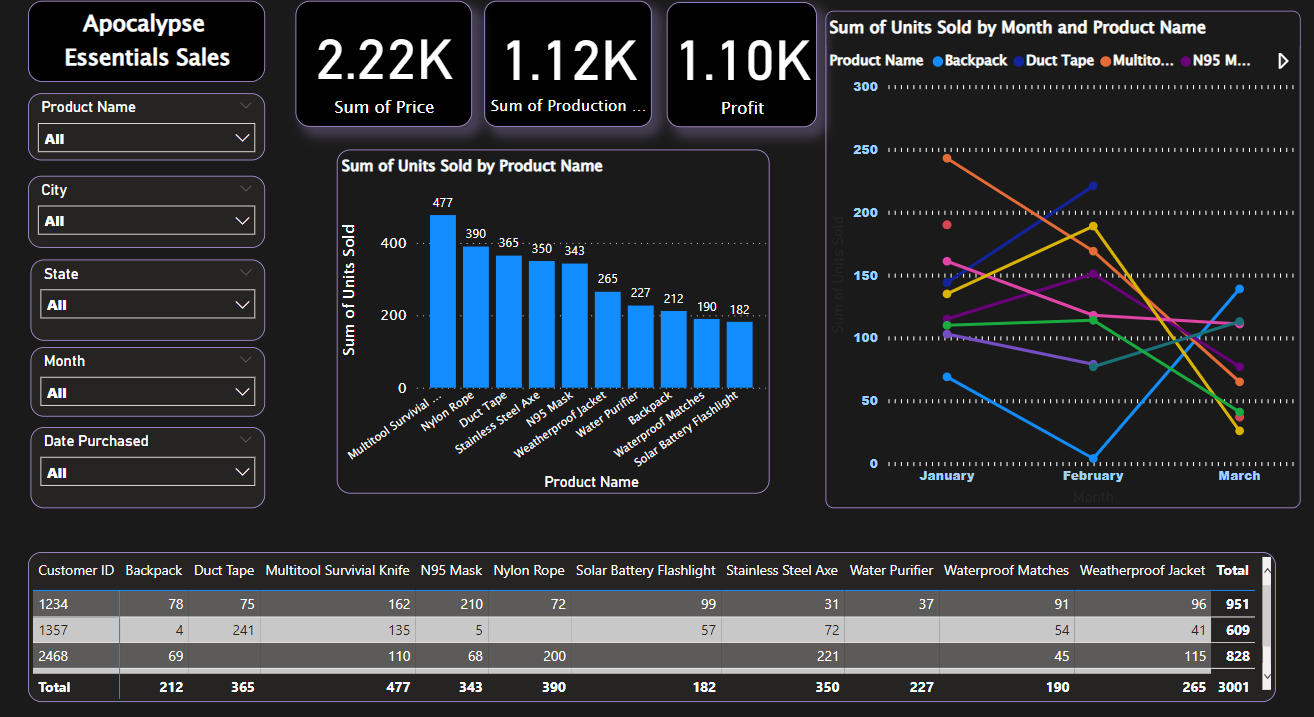 Apocalypse
Essentials Sales
Product Name
All
City
All
State
All
Month
All
Date Purchased
All
2.22K
Sum of Price
1.12K
Sum of Production ...
1.10K
Profit
Sum of Units Sold by Product Name
Sum of Units Sold
400
200
0
477
390
365
350
343
265
227
212
190
182
Multitool Survivial ...
Nylon Rope
Duct Tape
Stainless Steel Axe
N95 Mask
Weatherproof Jacket
Water Purifier
Backpack
Waterproof Matches
Solar Battery Flashlight
Product Name
Sum of Units Sold by Month and Product Name
Product Name Backpack Duct Tape Multito... N95 M...
Sum of Units Sold
300
250
200
150
100
50
0
January February March
Month
Customer ID Backpack Duct Tape Multitool Survivial Knife N95 Mask Nylon Rope Solar Battery Flashlight Stainless Steel Axe Water Purifier Waterproof Matches Weatherproof Jacket Total
1234 78 75 162 210 72 99 31 37 91 96 951
1357 4 241 135 5 57 72 54 41 609
2468 69 110 68 200 221 45 115 828
Total 212 365 477 343 390 182 350 227 190 265 3001